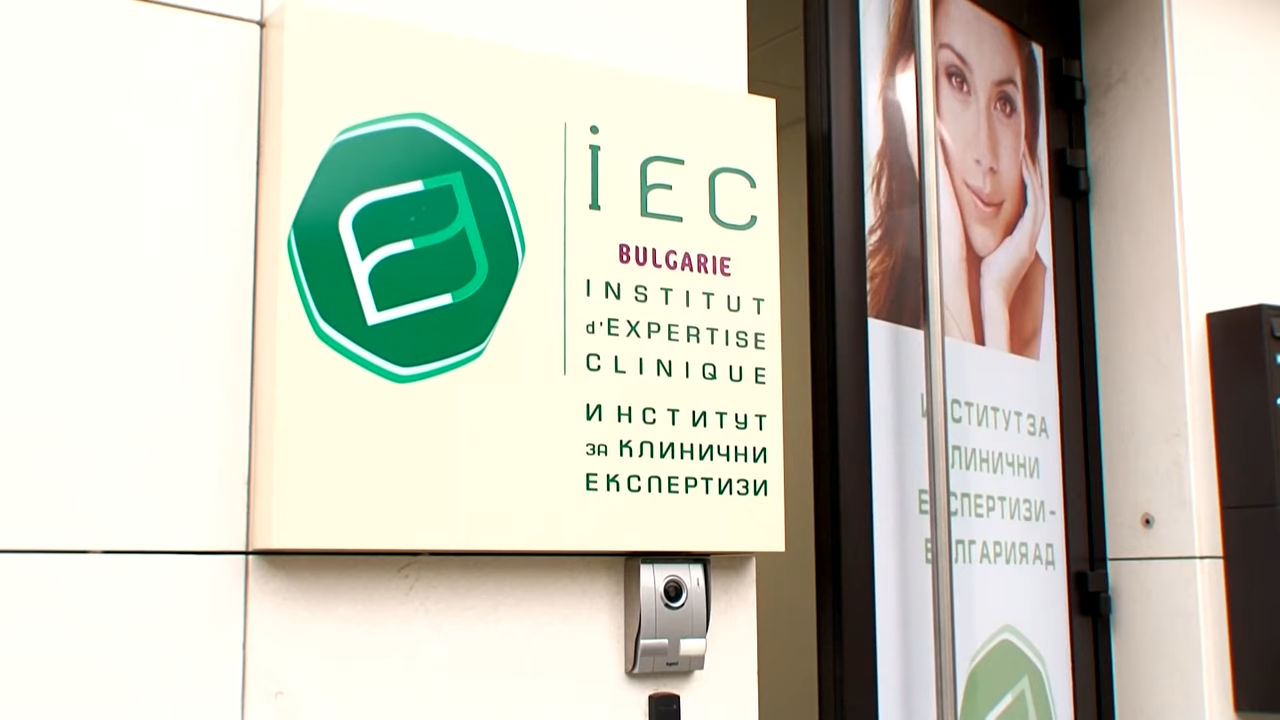 iEC
BULGARIE
INSTITUT
d'EXPERTISE
CLINIQUE
ИНСТИТУТ
ЗА КЛИНИЧНИ
ЕКСПЕРТИЗИ
ИНСТИТУТ ЗА
КЛИНИЧНИ
ЕКСПЕРТИЗИ-
БЪЛГАРИЯ АД